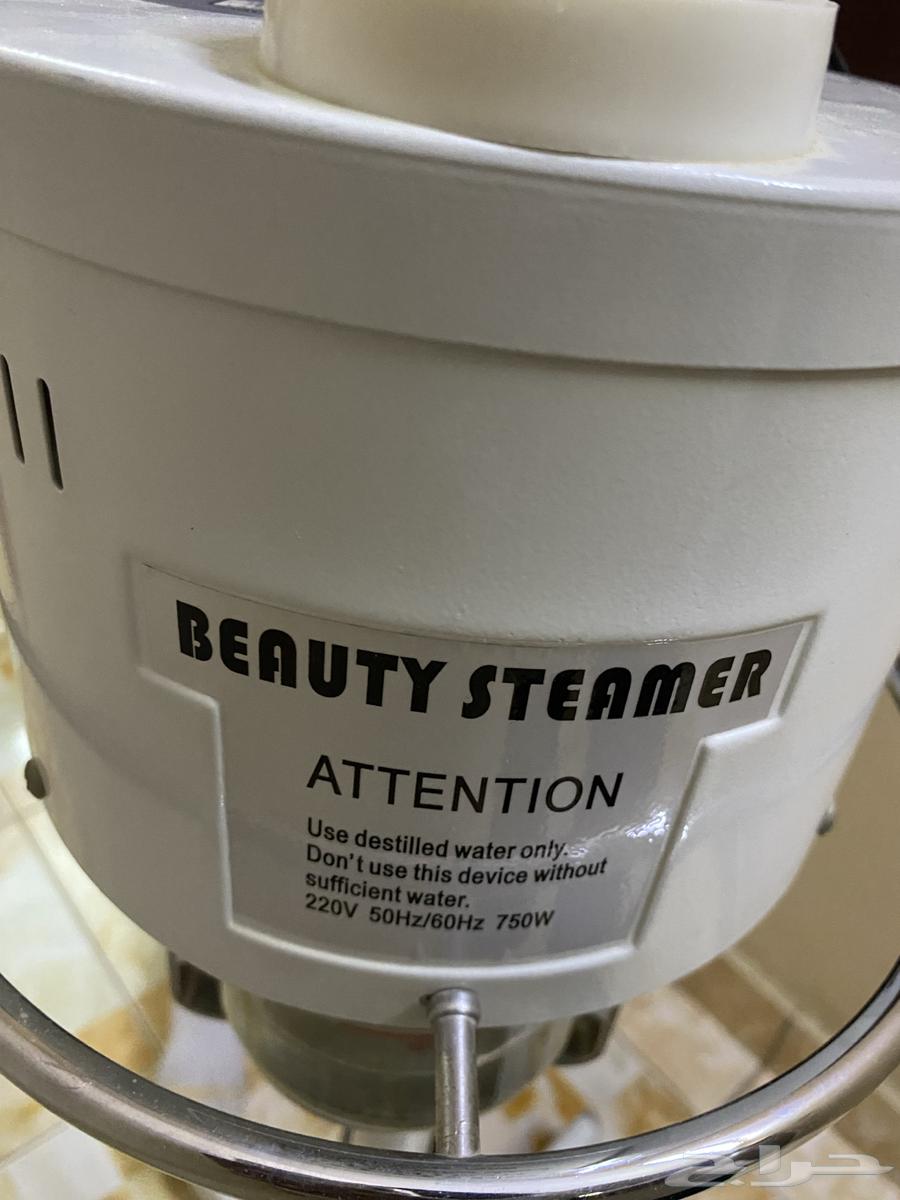 BEAUTY STEAMER
ATTENTION
Use destilled water only.
Don't use this device without
sufficient water.
220V 50Hz/60Hz 750W
حراج